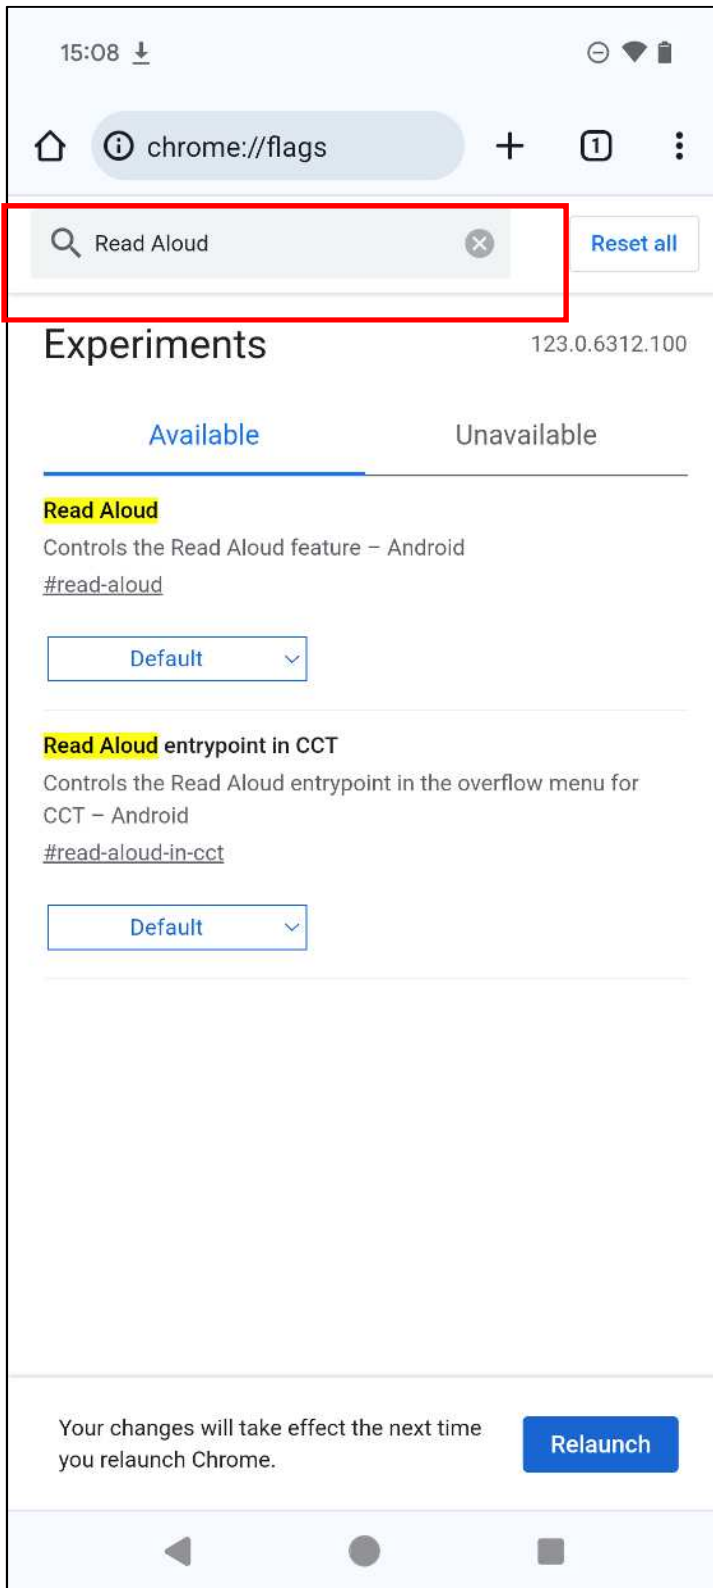 15:08
chrome://flags
1
Read Aloud
Reset all
Experiments
123.0.6312.100
Available
Unavailable
Read Aloud
Controls the Read Aloud feature – Android
#read-aloud
Default
Read Aloud entrypoint in CCT
Controls the Read Aloud entrypoint in the overflow menu for
CCT – Android
#read-aloud-in-cct
Default
Your changes will take effect the next time
you relaunch Chrome.
Relaunch